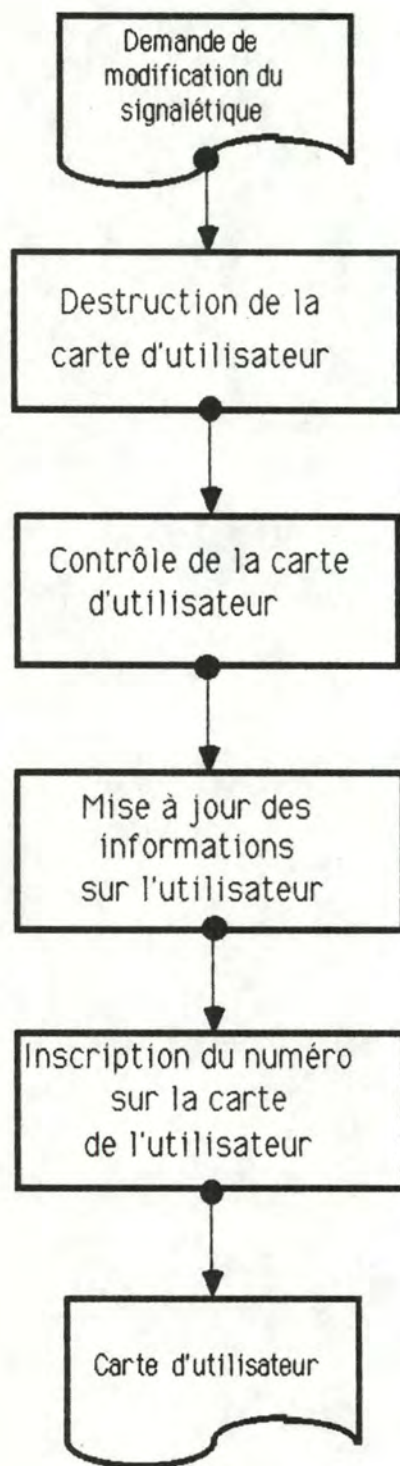 Demande de
modification du
signalétique
Destruction de la
carte d'utilisateur
Contrôle de la carte
d'utilisateur
Mise à jour des
informations
sur l'utilisateur
Inscription du numéro
sur la carte
de l'utilisateur
Carte d'utilisateur